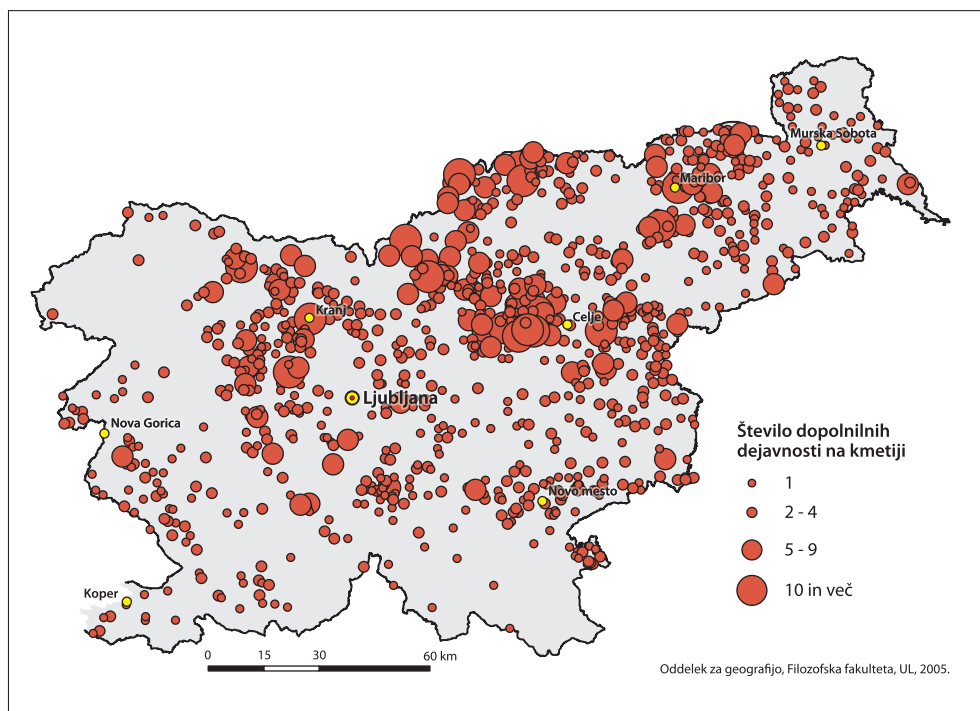 Murska Sobota
Maribor
Kranj
Celje
Ljubljana
Nova Gorica
Novo mesto
Koper
Število dopolnilnih
dejavnosti na kmetiji
1
2 - 4
5 - 9
10 in več
0 15 30 60 km
Oddelek za geografijo, Filozofska fakulteta, UL, 2005.